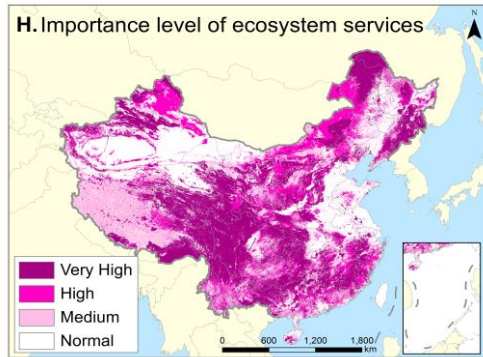 H. Importance level of ecosystem services
N
Very High
High
Medium
Normal
0 600 1,200 1,800
km